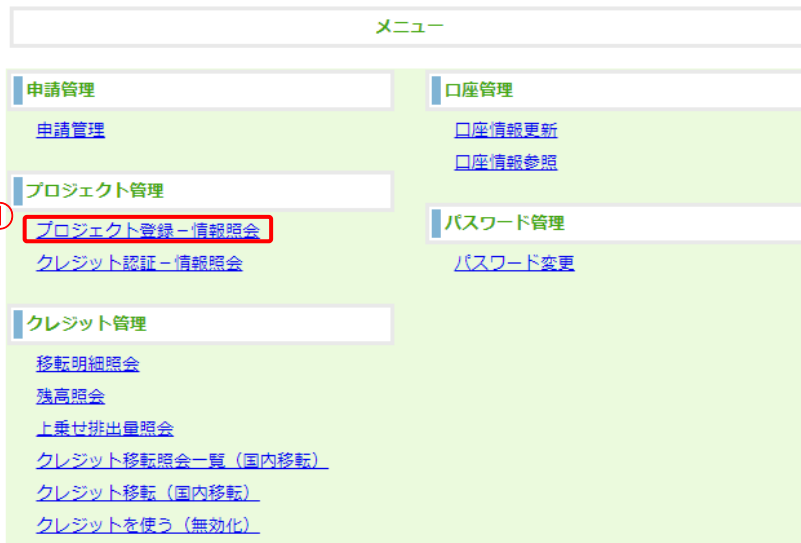 メニュー
申請管理
申請管理
プロジェクト管理
①
プロジェクト登録－情報照会
クレジット認証－情報照会
クレジット管理
移転明細照会
残高照会
上乗せ排出量照会
クレジット移転照会一覧（国内移転）
クレジット移転（国内移転）
クレジットを使う（無効化）
口座管理
口座情報更新
口座情報参照
パスワード管理
パスワード変更